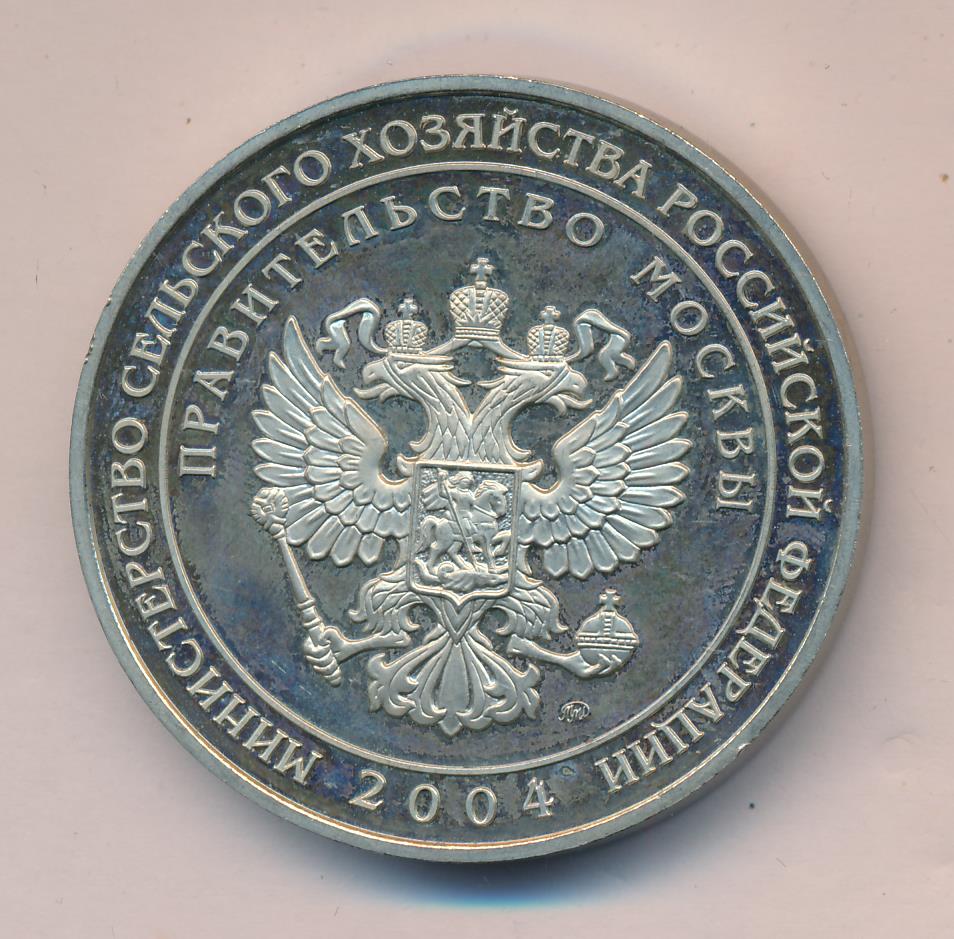 МИНИСТЕРСТВО СЕЛЬСКОГО ХОЗЯЙСТВА РОССИЙСКОЙ ФЕДЕРАЦИИ
ПРАВИТЕЛЬСТВО МОСКВЫ
2004